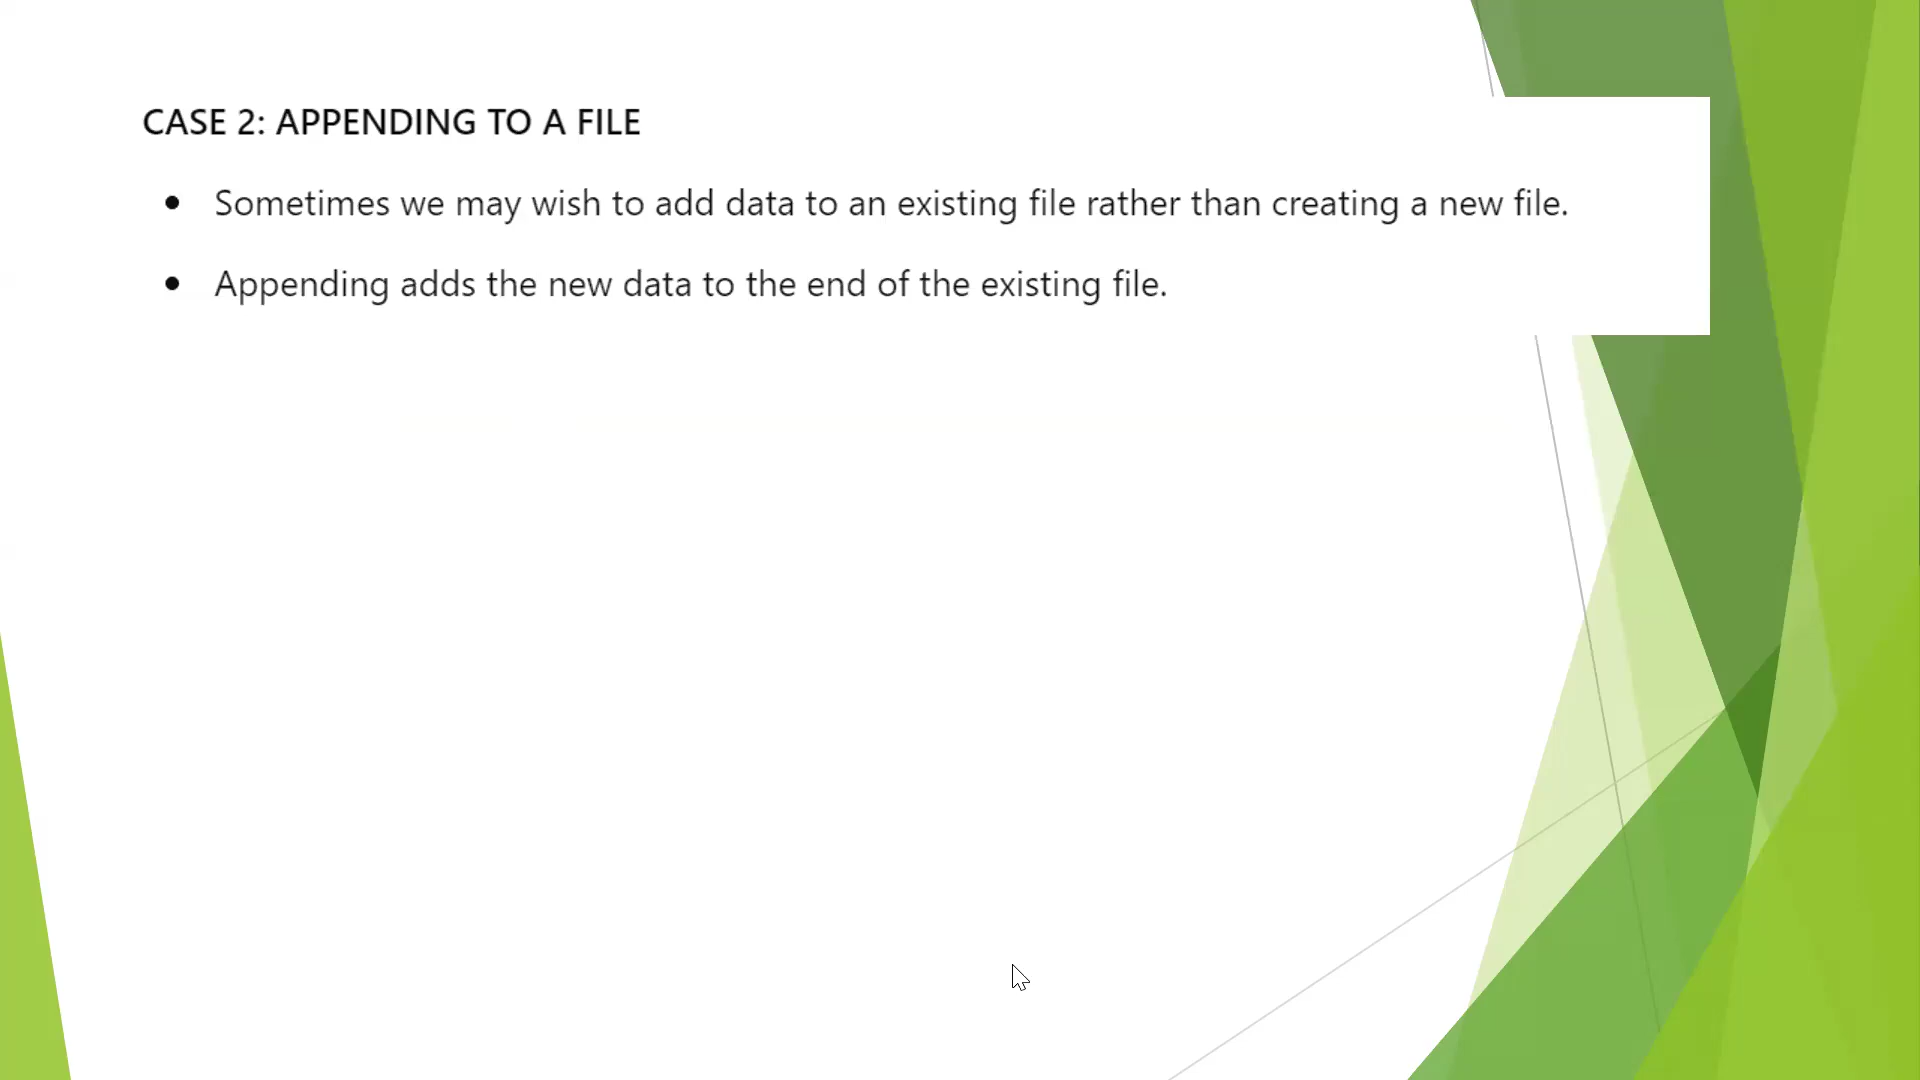 CASE 2: APPENDING TO A FILE
• Sometimes we may wish to add data to an existing file rather than creating a new file.
• Appending adds the new data to the end of the existing file.